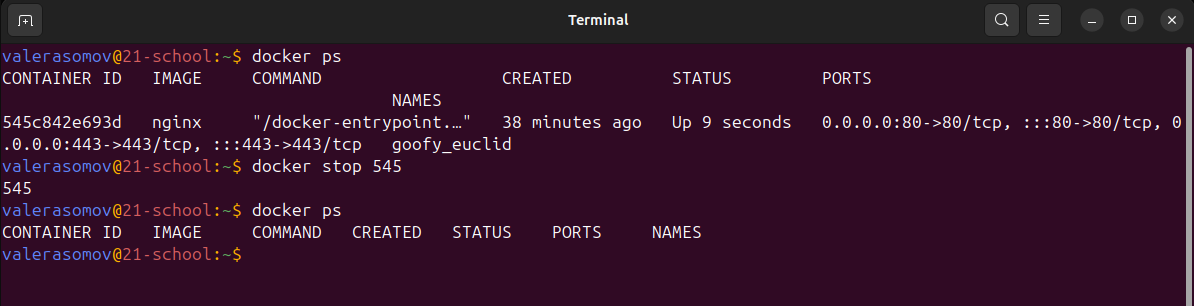 Terminal
valerasomov@21-school:~$ docker ps
CONTAINER ID   IMAGE     COMMAND                  CREATED          STATUS         PORTS
                                       NAMES
545c842e693d   nginx     "/docker-entrypoint.…"   38 minutes ago   Up 9 seconds   0.0.0.0:80->80/tcp, :::80->80/tcp, 0
.0.0.0:443->443/tcp, :::443->443/tcp   goofy_euclid
valerasomov@21-school:~$ docker stop 545
545
valerasomov@21-school:~$ docker ps
CONTAINER ID   IMAGE     COMMAND   CREATED   STATUS    PORTS     NAMES
valerasomov@21-school:~$